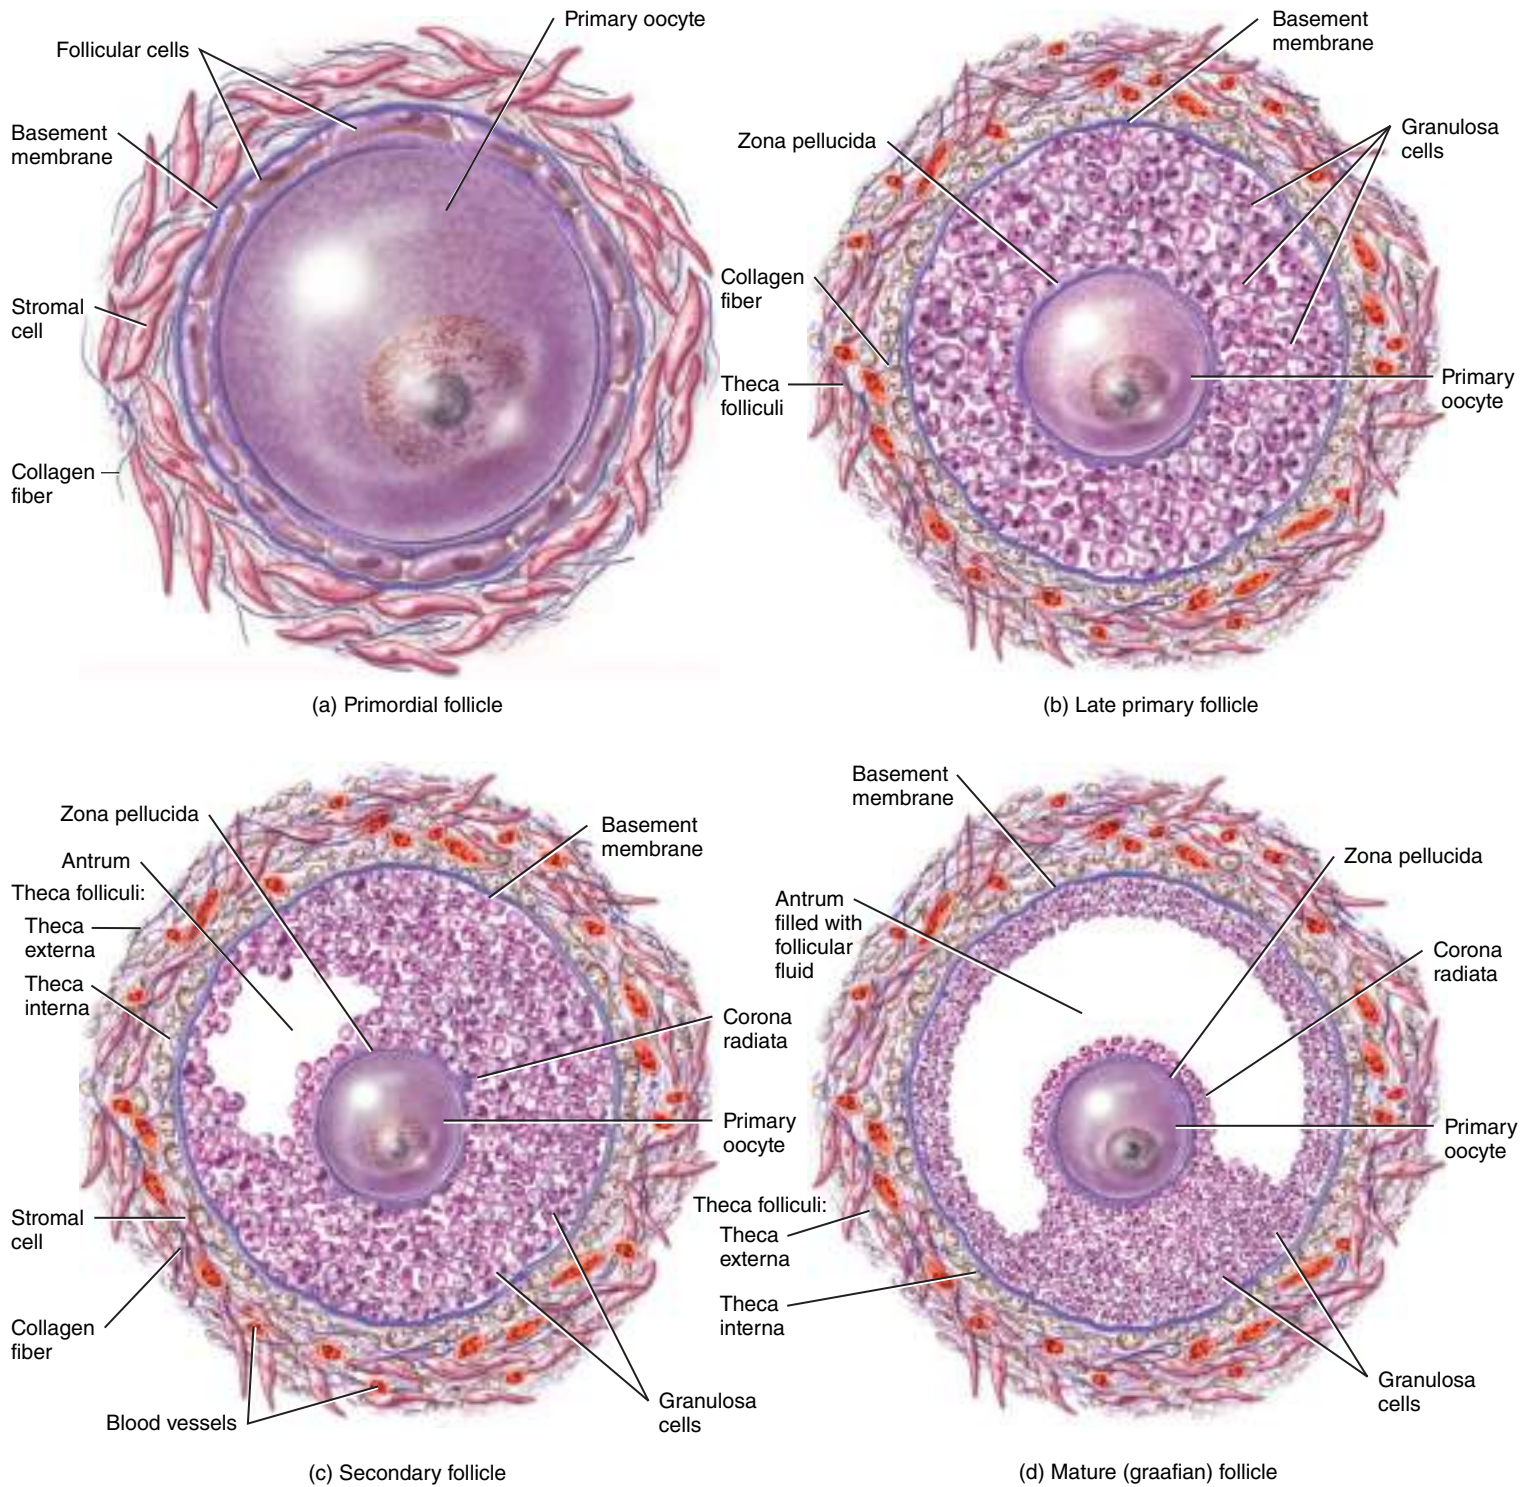 Primary oocyte
Follicular cells
Basement
membrane
Stromal
cell
Collagen
fiber
(a) Primordial follicle
Basement
membrane
Zona pellucida
Granulosa
cells
Collagen
fiber
Theca
folliculi
Primary
oocyte
(b) Late primary follicle
Zona pellucida
Antrum
Theca folliculi:
Theca
externa
Theca
interna
Basement
membrane
Corona
radiata
Primary
oocyte
Stromal
cell
Collagen
fiber
Blood vessels
Granulosa
cells
(c) Secondary follicle
Basement
membrane
Zona pellucida
Antrum
filled with
follicular
fluid
Corona
radiata
Primary
oocyte
Theca folliculi:
Theca
externa
Theca
interna
Granulosa
cells
(d) Mature (graafian) follicle